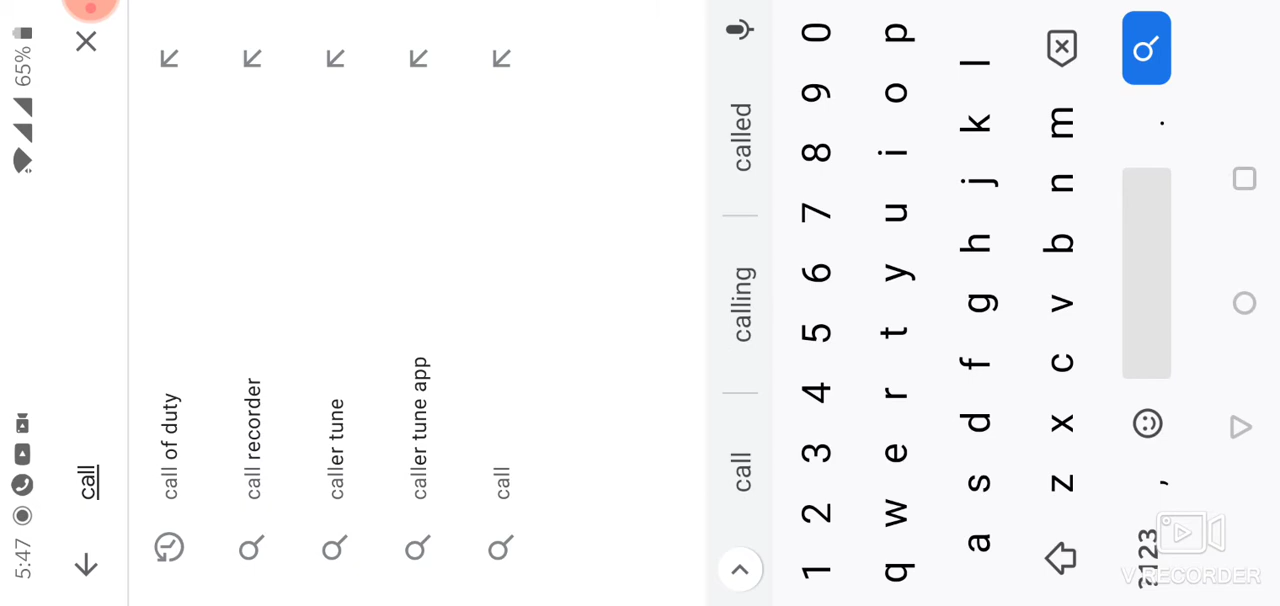 5:47 65%
call
call of duty
call recorder
caller tune
caller tune app
call
call calling called
1 2 3 4 5 6 7 8 9 0
q w e r t y u i o p
a s d f g h j k l
z x c v b n m
?123 , .
V RECORDER